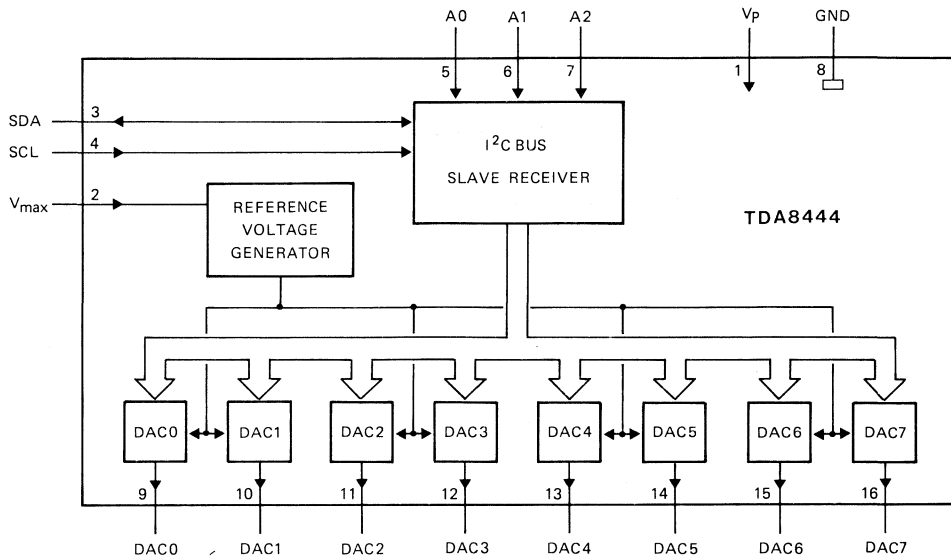 A0 A1 A2 Vp GND
5 6 7 1 8
SDA 3
SCL 4
Vmax 2
I²C BUS
SLAVE RECEIVER
REFERENCE
VOLTAGE
GENERATOR
TDA8444
DAC0 DAC1 DAC2 DAC3 DAC4 DAC5 DAC6 DAC7
9 10 11 12 13 14 15 16
DAC0 DAC1 DAC2 DAC3 DAC4 DAC5 DAC6 DAC7